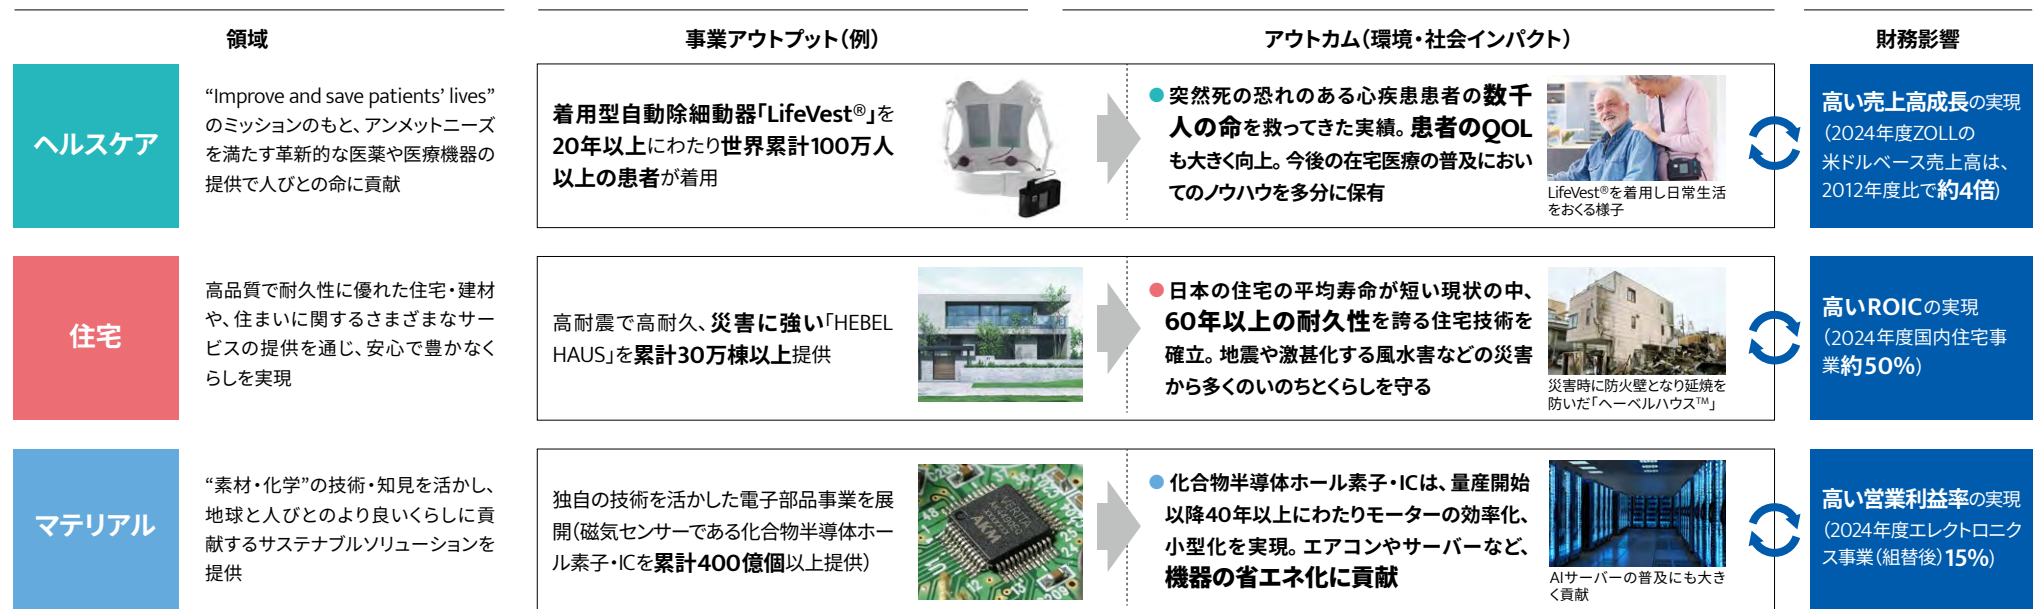 領域
事業アウトプット（例）
アウトカム（環境・社会インパクト）
財務影響
ヘルスケア
“Improve and save patients’ lives”
のミッションのもと、アンメットニーズ
を満たす革新的な医薬や医療機器の
提供で人びとの命に貢献
着用型自動除細動器「LifeVest®」を
20年以上にわたり世界累計100万人
以上の患者が着用
●突然死の恐れのある心疾患患者の数千
人の命を救ってきた実績。患者のQOL
も大きく向上。今後の在宅医療の普及におい
てのノウハウを多分に保有
LifeVest®を着用し日常生活
をおくる様子
高い売上高成長の実現
（2024年度ZOLLの
米ドルベース売上高は、
2012年度比で約4倍）
住宅
高品質で耐久性に優れた住宅・建材
や、住まいに関するさまざまなサー
ビスの提供を通じ、安心で豊かなく
らしを実現
高耐震で高耐久、災害に強い「HEBEL
HAUS」を累計30万棟以上提供
●日本の住宅の平均寿命が短い現状の中、
60年以上の耐久性を誇る住宅技術を
確立。地震や激甚化する風水害などの災害
から多くのいのちとくらしを守る
災害時に防火壁となり延焼を
防いだ「ヘーベルハウス™」
高いROICの実現
（2024年度国内住宅事
業約50%）
マテリアル
“素材・化学”の技術・知見を活かし、
地球と人びとのより良いくらしに貢
献するサステナブルソリューションを
提供
独自の技術を活かした電子部品事業を展
開（磁気センサーである化合物半導体ホー
ル素子・ICを累計400億個以上提供）
AKM
●化合物半導体ホール素子・ICは、量産開始
以降40年以上にわたりモーターの効率化、
小型化を実現。エアコンやサーバーなど、
機器の省エネ化に貢献
AIサーバーの普及にも大き
く貢献
高い営業利益率の実現
（2024年度エレクトロニク
ス事業（組替後）15%）